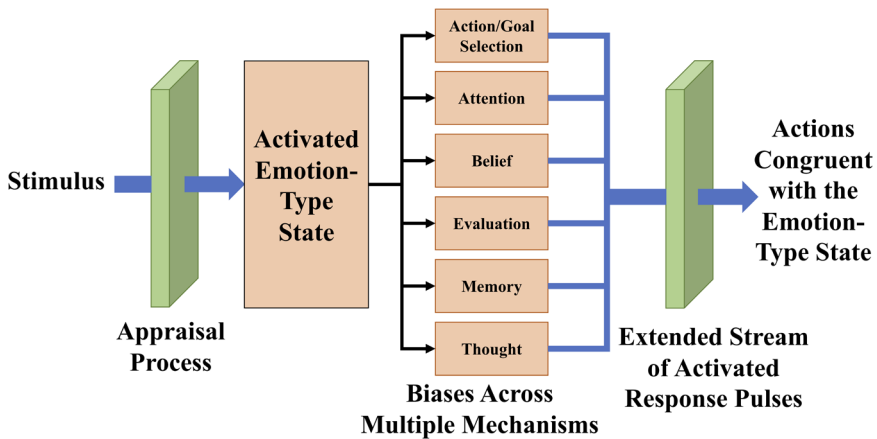 Stimulus
Appraisal
Process
Activated
Emotion-
Type
State
Action/Goal
Selection
Attention
Belief
Evaluation
Memory
Thought
Biases Across
Multiple Mechanisms
Extended Stream
of Activated
Response Pulses
Actions
Congruent
with the
Emotion-
Type State